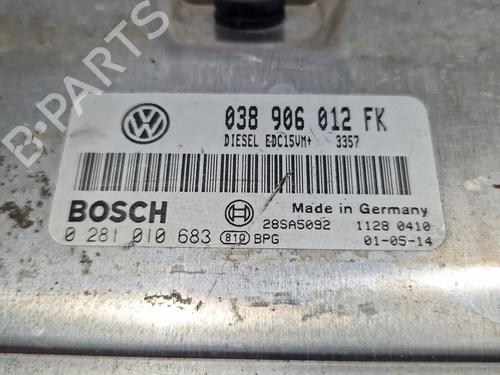 038 906 012 FK
DIESEL EDC15VM+ 3357
BOSCH
0 281 010 683
810 BPG
28SA5092
Made in Germany
1128 0410
01-05-14
B-PARTS